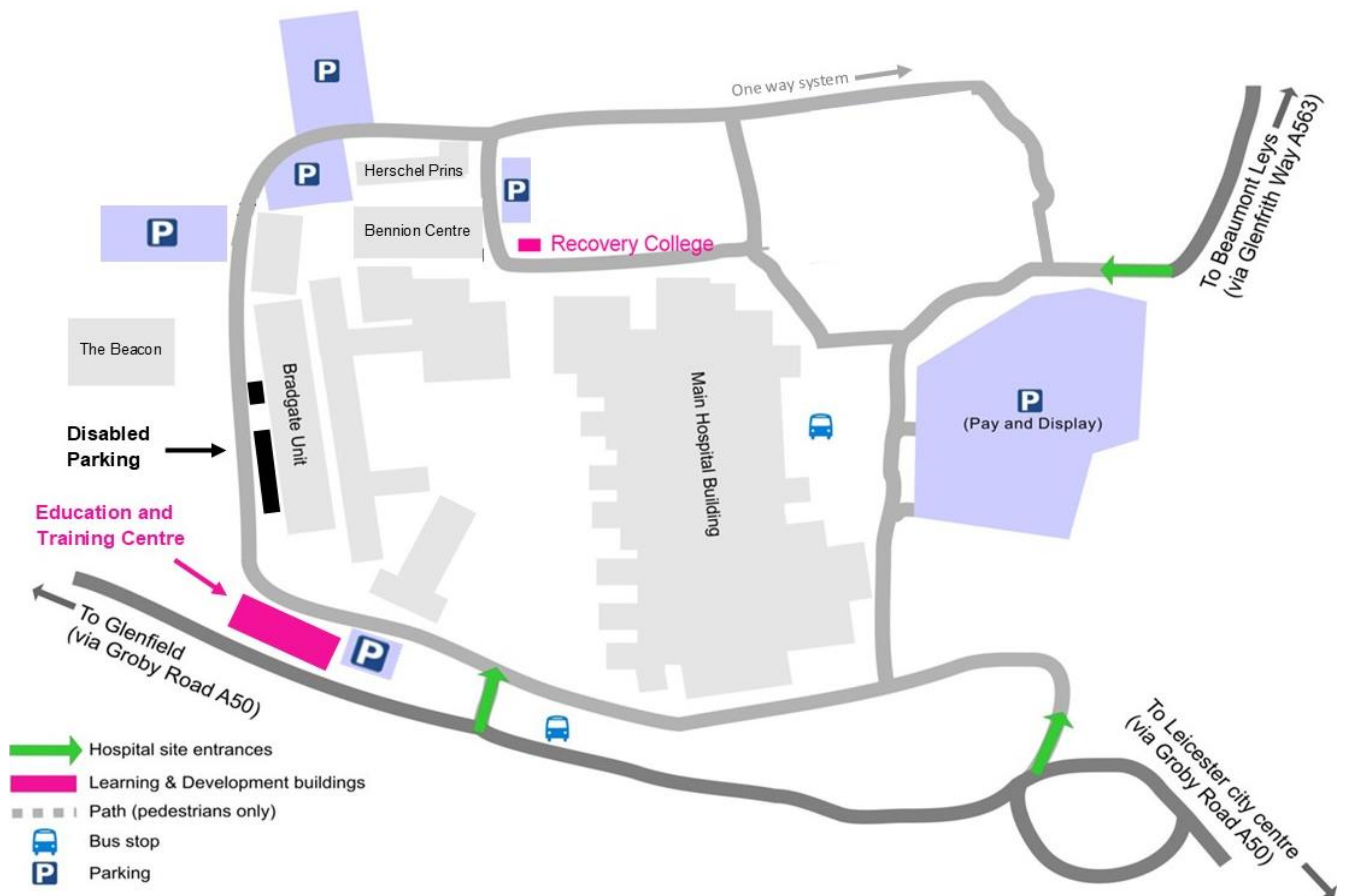 P
One way system
To Beaumont Leys
(via Glenfrith Way A563)
P
Herschel Prins
P
P
Bennion Centre
Recovery College
The Beacon
Bradgate Unit
Main Hospital Building
P
(Pay and Display)
Disabled
Parking
Education and
Training Centre
To Glenfield
(via Groby Road A50)
P
To Leicester city centre
(via Groby Road A50)
Hospital site entrances
Learning & Development buildings
Path (pedestrians only)
Bus stop
P
Parking